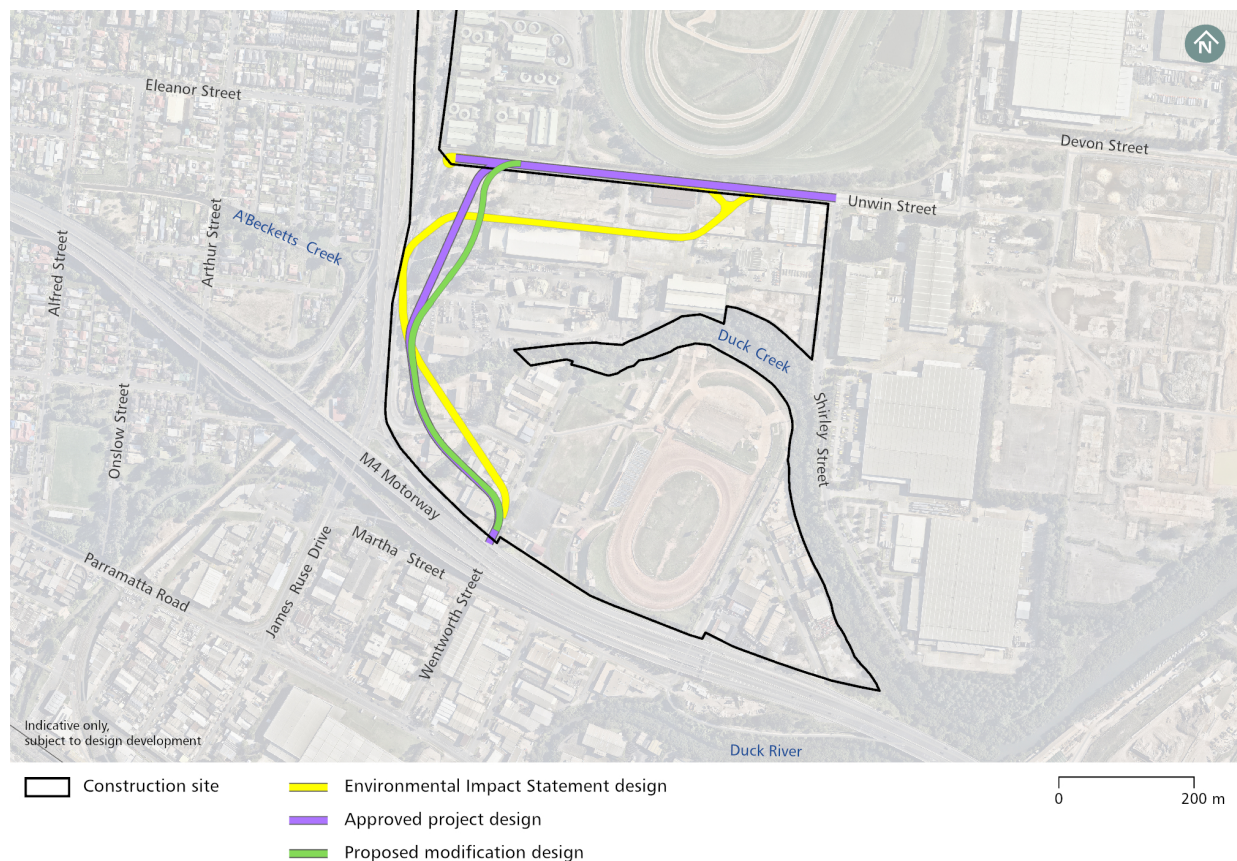 N
Eleanor Street
Devon Street
Unwin Street
Arthur Street
A'Becketts Creek
Alfred Street
Duck Creek
Onslow Street
Shirley Street
M4 Motorway
Martha Street
James Ruse Drive
Parramatta Road
Wentworth Street
Indicative only,
subject to design development
Duck River
Construction site
Environmental Impact Statement design
Approved project design
Proposed modification design
0 200 m